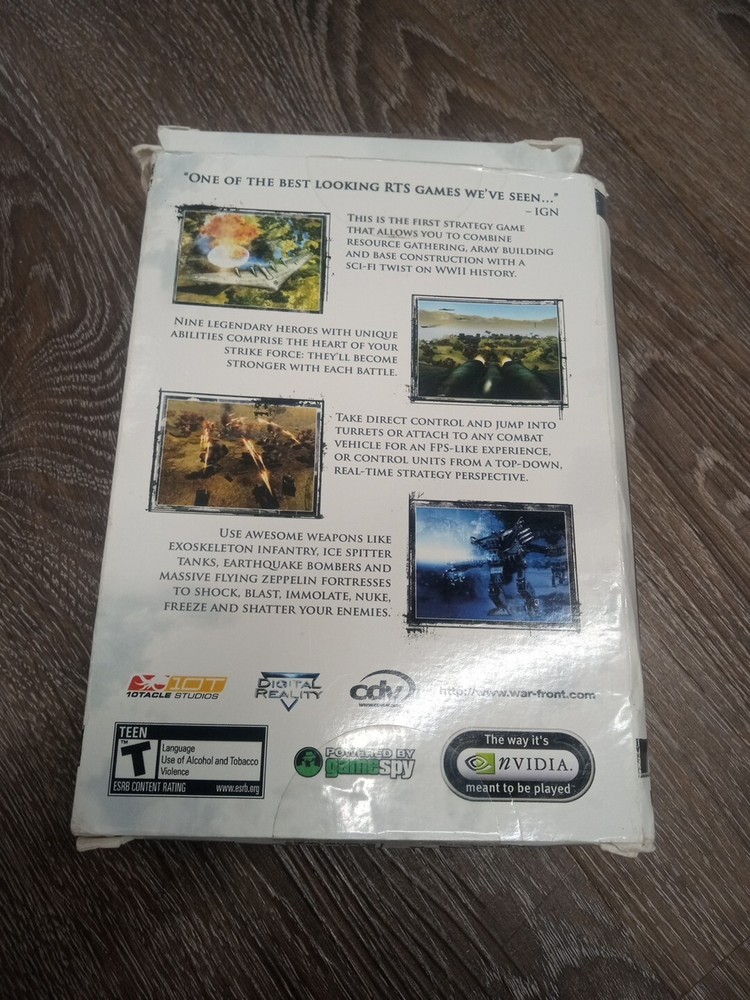 "ONE OF THE BEST LOOKING RTS GAMES WE'VE SEEN..."
– IGN
THIS IS THE FIRST STRATEGY GAME
THAT ALLOWS YOU TO COMBINE
RESOURCE GATHERING, ARMY BUILDING
AND BASE CONSTRUCTION WITH A
SCI-FI TWIST ON WWII HISTORY.
NINE LEGENDARY HEROES WITH UNIQUE
ABILITIES COMPRISE THE HEART OF YOUR
STRIKE FORCE: THEY'LL BECOME
STRONGER WITH EACH BATTLE.
TAKE DIRECT CONTROL AND JUMP INTO
TURRETS OR ATTACH TO ANY COMBAT
VEHICLE FOR AN FPS-LIKE EXPERIENCE,
OR CONTROL UNITS FROM A TOP-DOWN,
REAL-TIME STRATEGY PERSPECTIVE.
USE AWESOME WEAPONS LIKE
EXOSKELETON INFANTRY, ICE SPITTER
TANKS, EARTHQUAKE BOMBERS AND
MASSIVE FLYING ZEPPELIN FORTRESSES
TO SHOCK, BLAST, IMMOLATE, NUKE,
FREEZE AND SHATTER YOUR ENEMIES.
10T
10TACLE STUDIOS
DIGITAL
REALITY
cdv
http://www.war-front.com
TEEN
T
Language
Use of Alcohol and Tobacco
Violence
ESRB CONTENT RATING www.esrb.org
POWERED BY
gamespy
The way it's
NVIDIA.
meant to be played